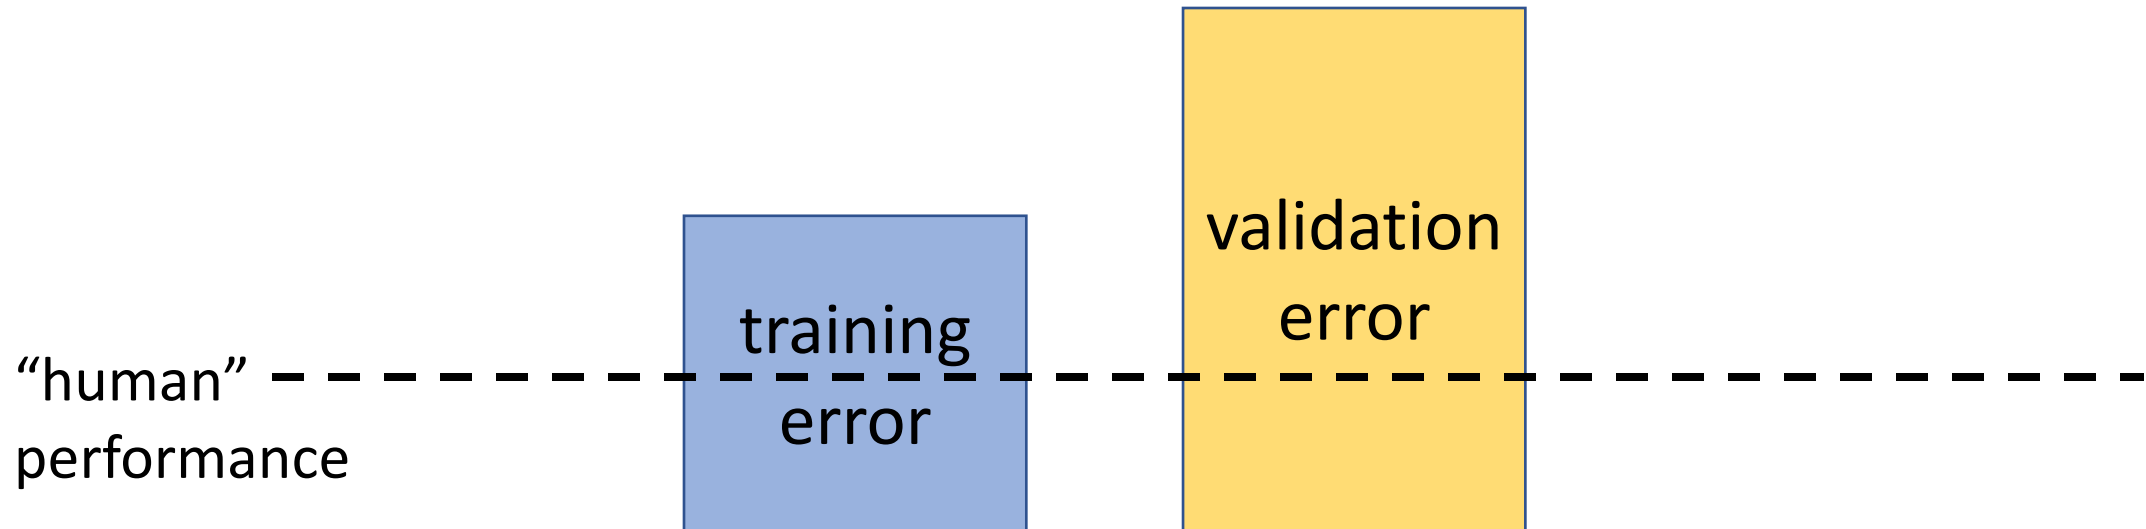 “human”
performance
training
error
validation
error